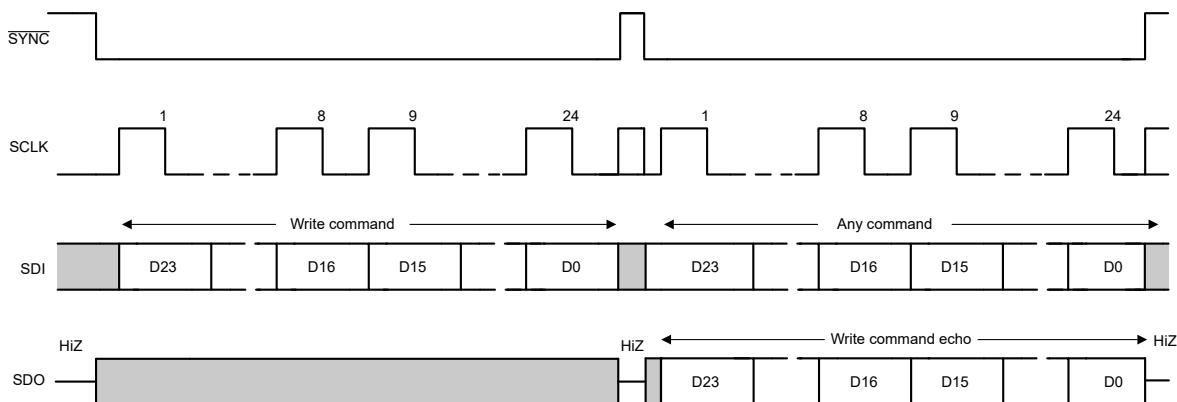 SYNC
1 8 9 24 1 8 9 24
SCLK
Write command Any command
SDI D23 D16 D15 D0 D23 D16 D15 D0
HiZ HiZ Write command echo HiZ
SDO D23 D16 D15 D0